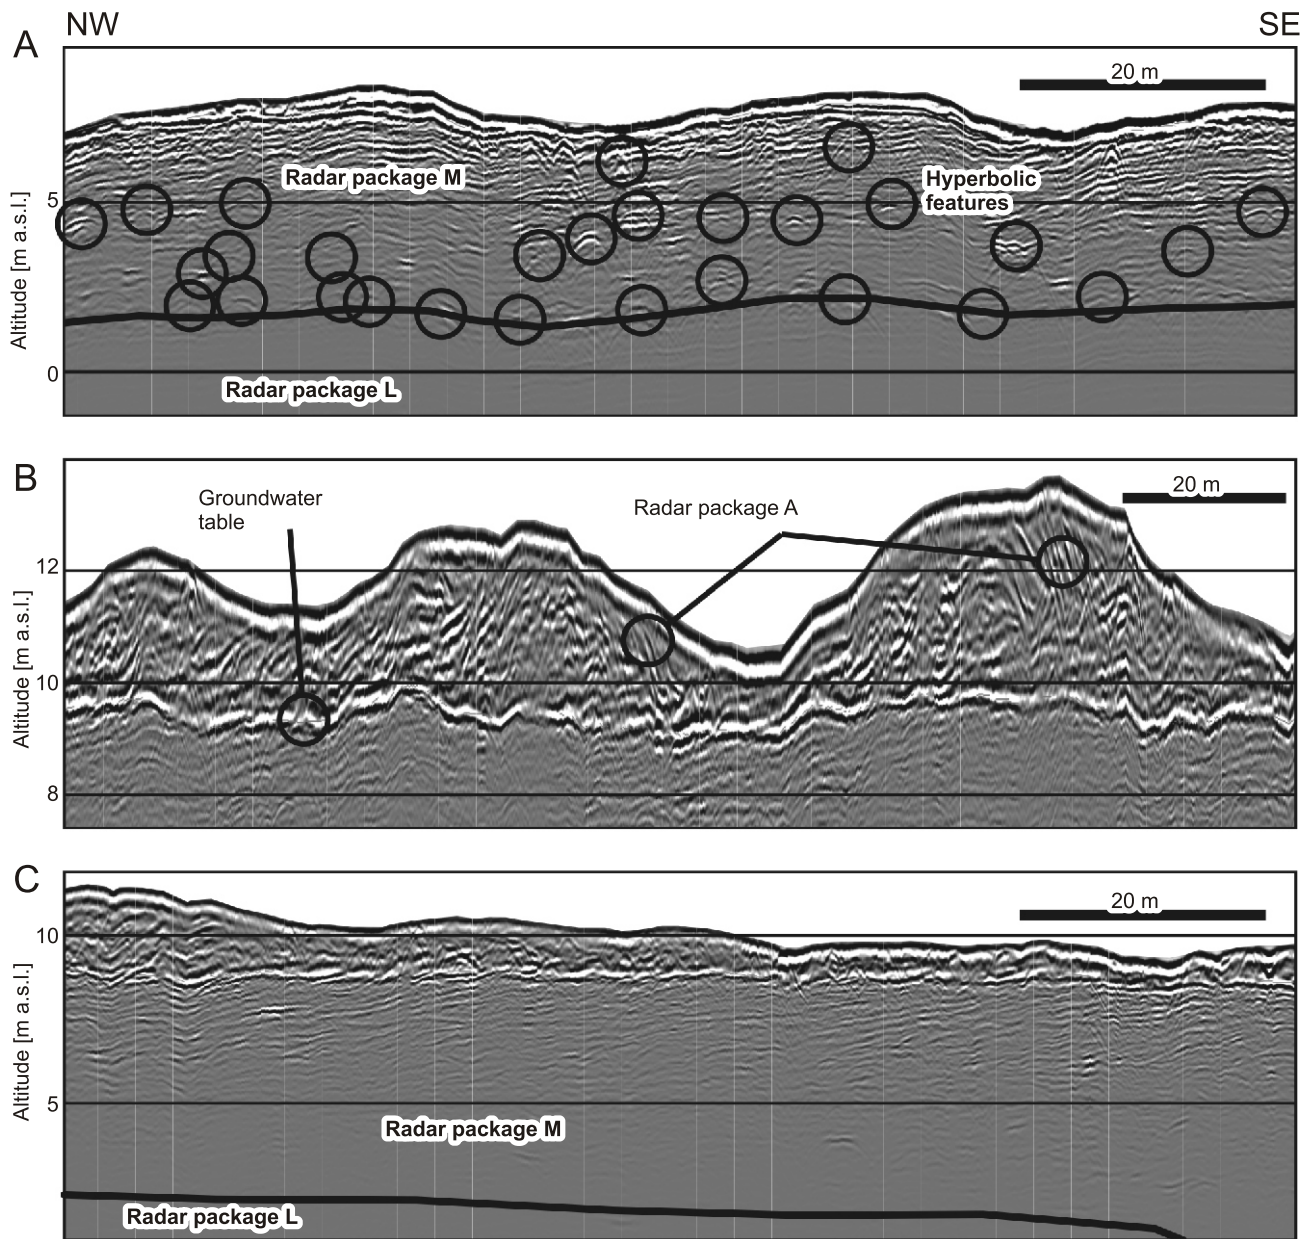 NW
SE
A
20 m
Radar package M
Hyperbolic
features
5
Altitude [m a.s.l.]
0
Radar package L
B
Groundwater
table
Radar package A
20 m
12
Altitude [m a.s.l.]
10
8
C
20 m
10
Altitude [m a.s.l.]
5
Radar package M
Radar package L